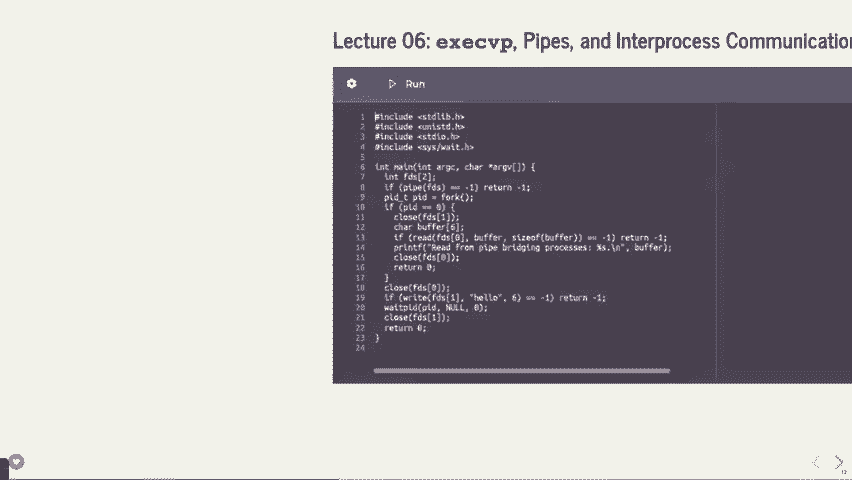 Lecture 06: execvp, Pipes, and Interprocess Communication
Run
1 #include <stdlib.h>
2 #include <unistd.h>
3 #include <stdio.h>
4 #include <sys/wait.h>
5
6 int main(int argc, char *argv[]) {
7 int fds[2];
8 if (pipe(fds) == -1) return -1;
9 pid_t pid = fork();
10 if (pid == 0) {
11 close(fds[1]);
12 char buffer[6];
13 if (read(fds[0], buffer, sizeof(buffer)) == -1) return -1;
14 printf("Read from pipe bridging processes: %s.\n", buffer);
15 close(fds[0]);
16 return 0;
17 }
18 close(fds[0]);
19 if (write(fds[1], "hello", 6) == -1) return -1;
20 waitpid(pid, NULL, 0);
21 close(fds[1]);
22 return 0;
23 }
24